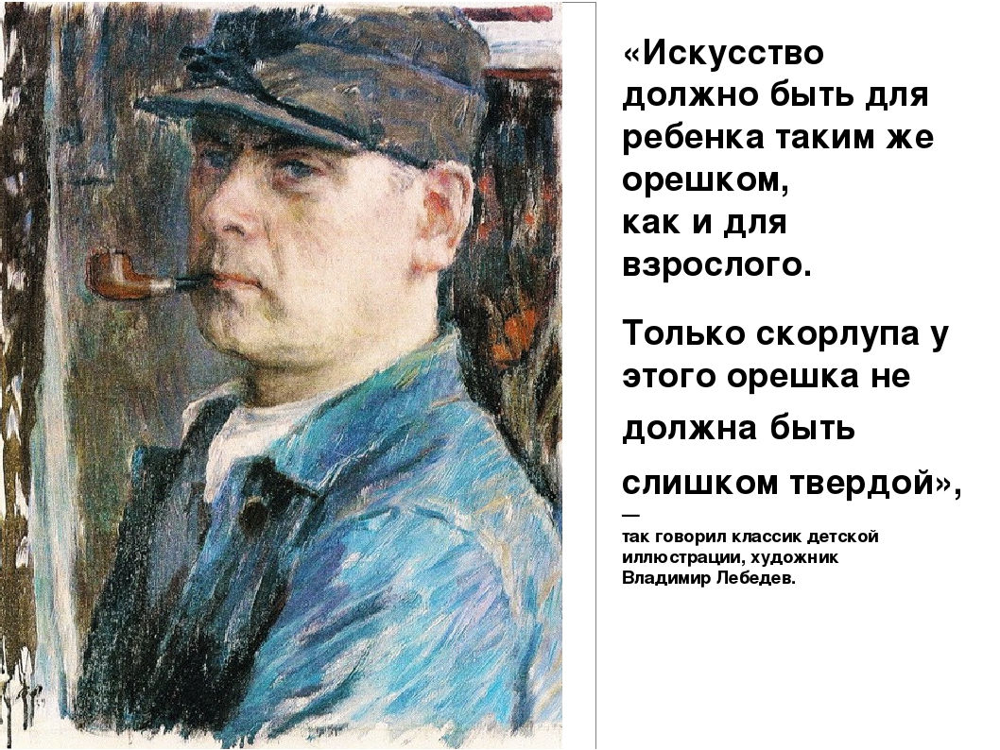 «Искусство
должно быть для
ребенка таким же
орешком,
как и для
взрослого.
Только скорлупа у
этого орешка не
должна быть
слишком твердой»,
—
так говорил классик детской
иллюстрации, художник
Владимир Лебедев.